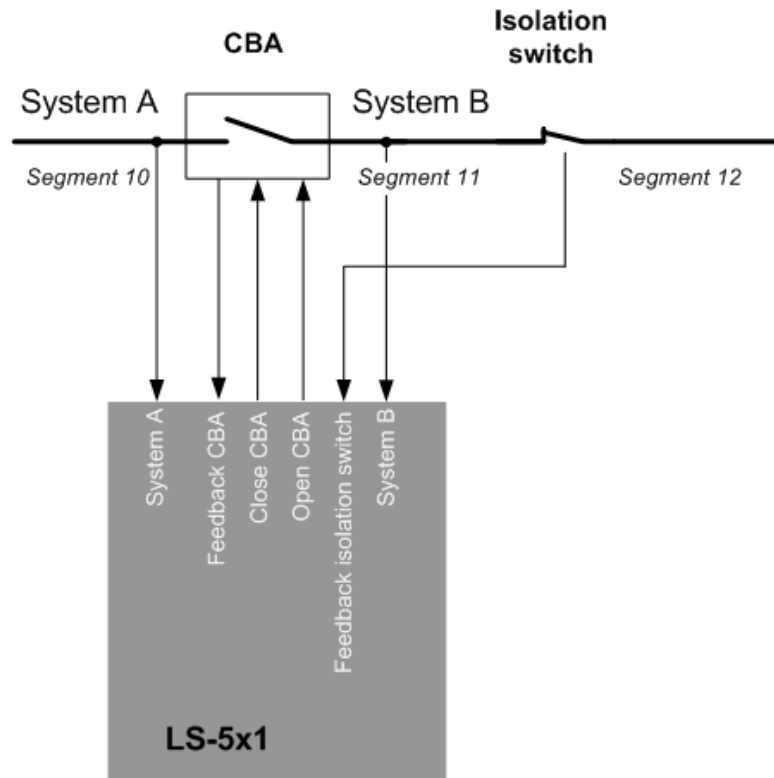 CBA
Isolation
switch
System A
System B
Segment 10
Segment 11
Segment 12
System A
Feedback CBA
Close CBA
Open CBA
Feedback isolation switch
System B
LS-5x1